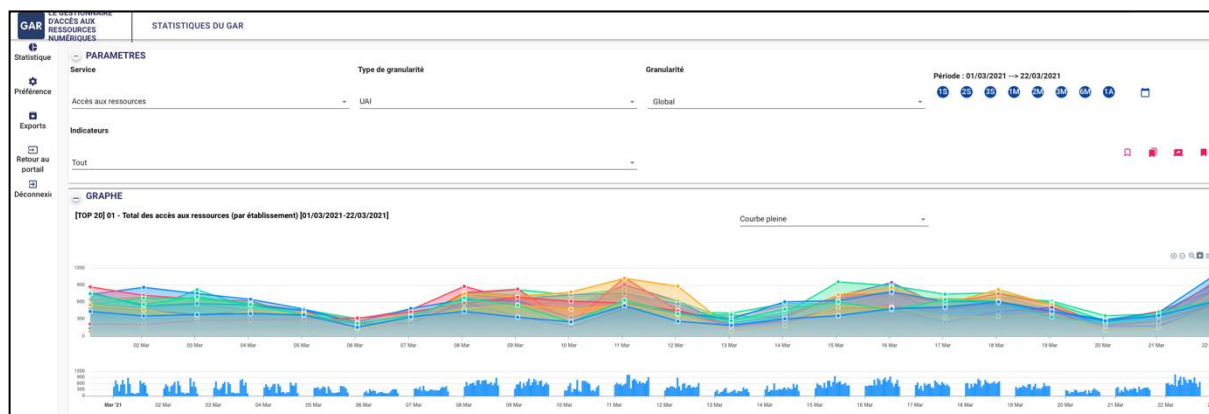 GAR
LE GESTIONNAIRE
D'ACCÈS AUX
RESSOURCES
NUMÉRIQUES
STATISTIQUES DU GAR
Statistique
Préférence
Exports
Retour au
portail
Déconnexi
PARAMETRES
Service
Type de granularité
Granularité
Période : 01/03/2021 --> 22/03/2021
Accès aux ressources
UAI
Global
1S 2S 3S 1M 2M 3M 6M 1A
Indicateurs
Tout
GRAPHE
[TOP 20] 01 - Total des accès aux ressources (par établissement) [01/03/2021-22/03/2021]
Courbe pleine
1200
900
600
300
0
02 Mar 03 Mar 04 Mar 05 Mar 06 Mar 07 Mar 08 Mar 09 Mar 10 Mar 11 Mar 12 Mar 13 Mar 14 Mar 15 Mar 16 Mar 17 Mar 18 Mar 19 Mar 20 Mar 21 Mar 22
1200
900
600
300
0
Mar '21 02 Mar 03 Mar 04 Mar 05 Mar 06 Mar 07 Mar 08 Mar 09 Mar 10 Mar 11 Mar 12 Mar 13 Mar 14 Mar 15 Mar 16 Mar 17 Mar 18 Mar 19 Mar 20 Mar 21 Mar 22 Mar